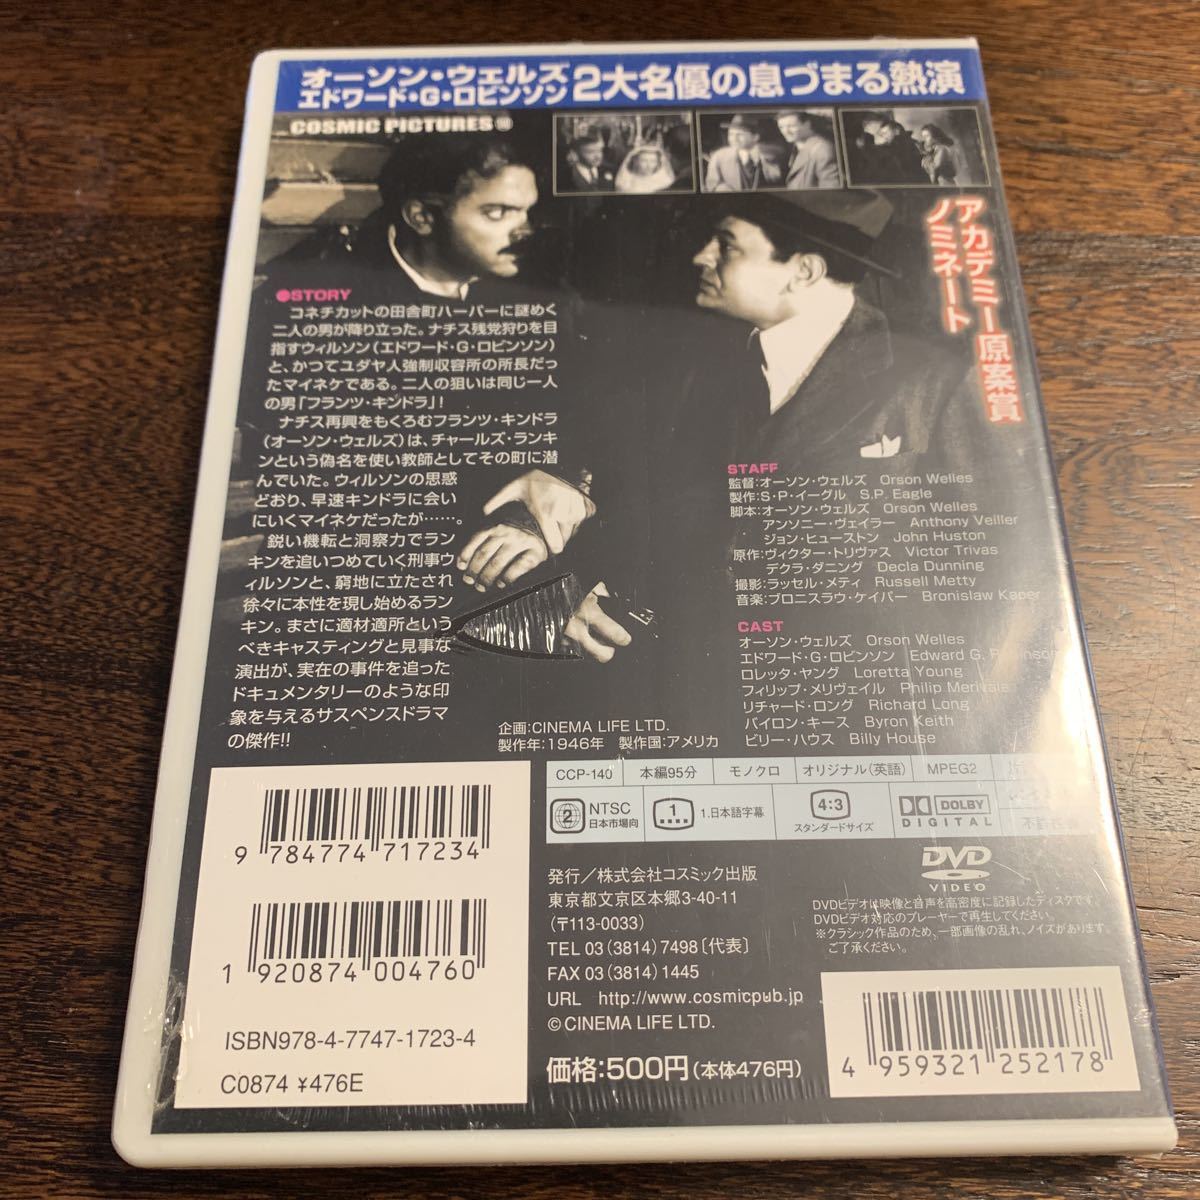 オーソン・ウェルズ
エドワード・G・ロビンソン
2大名優の息づまる熱演
COSMIC PICTURES
アカデミー原案賞
ノミネート
●STORY
コネチカットの田舎町ハーパーに謎めく
二人の男が降り立った。ナチス残党狩りを目
指すウィルソン(エドワード・G・ロビンソン)
と、かつてユダヤ人強制収容所の所長だっ
たマイネケである。二人の狙いは同じ一人
の男「フランツ・キンドラ」!
ナチス再興をもくろむフランツ・キンドラ
(オーソン・ウェルズ)は、チャールズ・ランキ
ンという偽名を使い教師としてその町に潜
んでいた。ウィルソンの思惑
どおり、早速キンドラに会い
にいくマイネケだったが……。
鋭い機転と洞察力でラン
キンを追いつめていく刑事ウ
ィルソンと、窮地に立たされ
徐々に本性を現し始めるラン
キン。まさに適材適所という
べきキャスティングと見事な
演出が、実在の事件を追った
ドキュメンタリーのような印
象を与えるサスペンスドラマ
の傑作!!
STAFF
監督:オーソン・ウェルズ Orson Welles
製作:S・P・イーグル S.P. Eagle
脚本:オーソン・ウェルズ Orson Welles
アンソニー・ヴェイラー Anthony Veiller
ジョン・ヒューストン John Huston
原作:ヴィクター・トリヴァス Victor Trivas
デクラ・ダニング Decla Dunning
撮影:ラッセル・メティ Russell Metty
音楽:ブロニスラウ・ケイパー Bronislaw Kaper
CAST
オーソン・ウェルズ Orson Welles
エドワード・G・ロビンソン Edward G. Robinson
ロレッタ・ヤング Loretta Young
フィリップ・メリヴェイル Philip Merivale
リチャード・ロング Richard Long
バイロン・キース Byron Keith
ビリー・ハウス Billy House
企画:CINEMA LIFE LTD.
製作年:1946年 製作国:アメリカ
CCP-140 本編95分 モノクロ オリジナル(英語) MPEG2
2 NTSC 日本市場向 1 1.日本語字幕 4:3 スタンダードサイズ DOLBY DIGITAL
9 784774 717234
1 920874 004760
ISBN978-4-7747-1723-4
C0874 ¥476E
発行/株式会社コスミック出版
東京都文京区本郷3-40-11
(〒113-0033)
TEL 03(3814)7498〔代表〕
FAX 03(3814)1445
URL http://www.cosmicpub.jp
©CINEMA LIFE LTD.
価格:500円(本体476円)
DVD
VIDEO
DVDビデオは映像と音声を高密度に記録したディスクです。
DVDビデオ対応のプレーヤーで再生してください。
※クラシック作品のため、一部画像の乱れ、ノイズがあります。
ご了承ください。
4 959321 252178